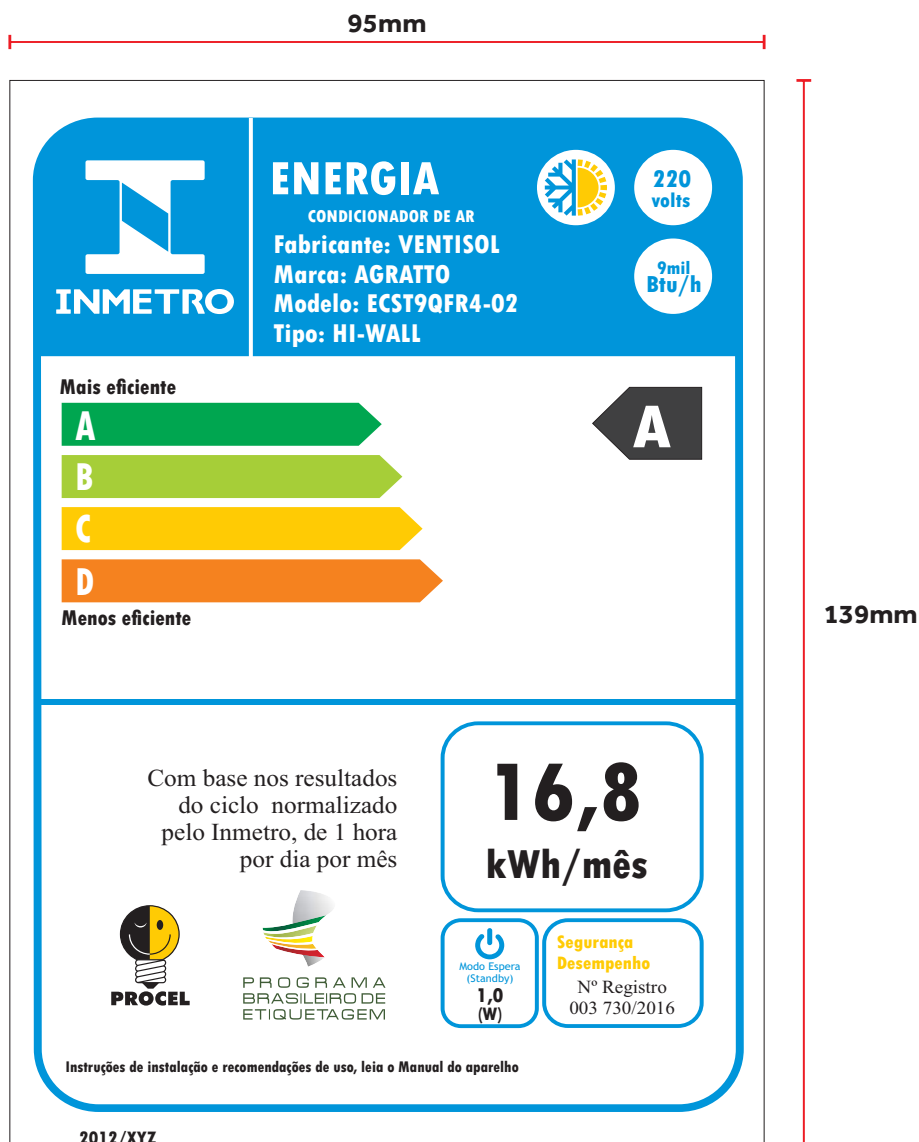 95mm
INMETRO
ENERGIA
CONDICIONADOR DE AR
Fabricante: VENTISOL
Marca: AGRATTO
Modelo: ECST9QFR4-02
Tipo: HI-WALL
220
volts
9mil
Btu/h
Mais eficiente
A
A
B
C
D
Menos eficiente
139mm
Com base nos resultados
do ciclo normalizado
pelo Inmetro, de 1 hora
por dia por mês
16,8
kWh/mês
PROCEL
PROGRAMA
BRASILEIRO DE
ETIQUETAGEM
Modo Espera
(Standby)
1,0
(W)
Segurança
Desempenho
Nº Registro
003 730/2016
Instruções de instalação e recomendações de uso, leia o Manual do aparelho
2012/XYZ